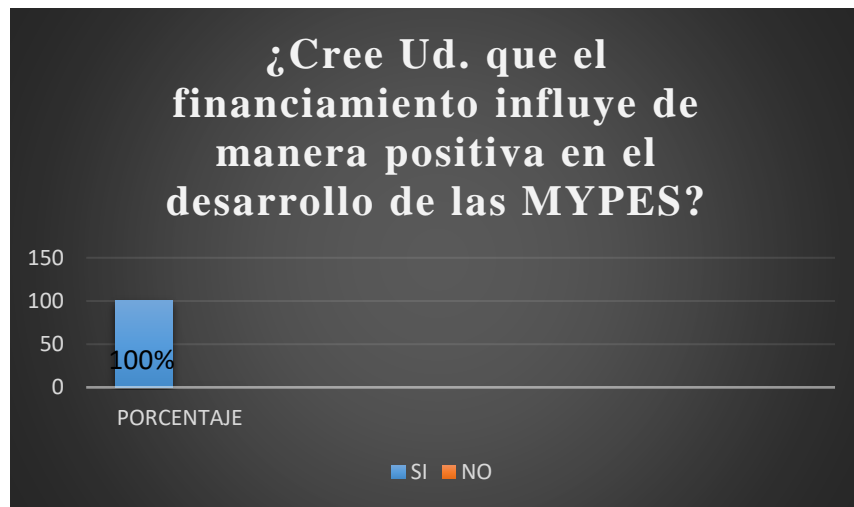 ¿Cree Ud. que el
financiamiento influye de
manera positiva en el
desarrollo de las MYPES?
150
100
50
0
100%
PORCENTAJE
SI NO